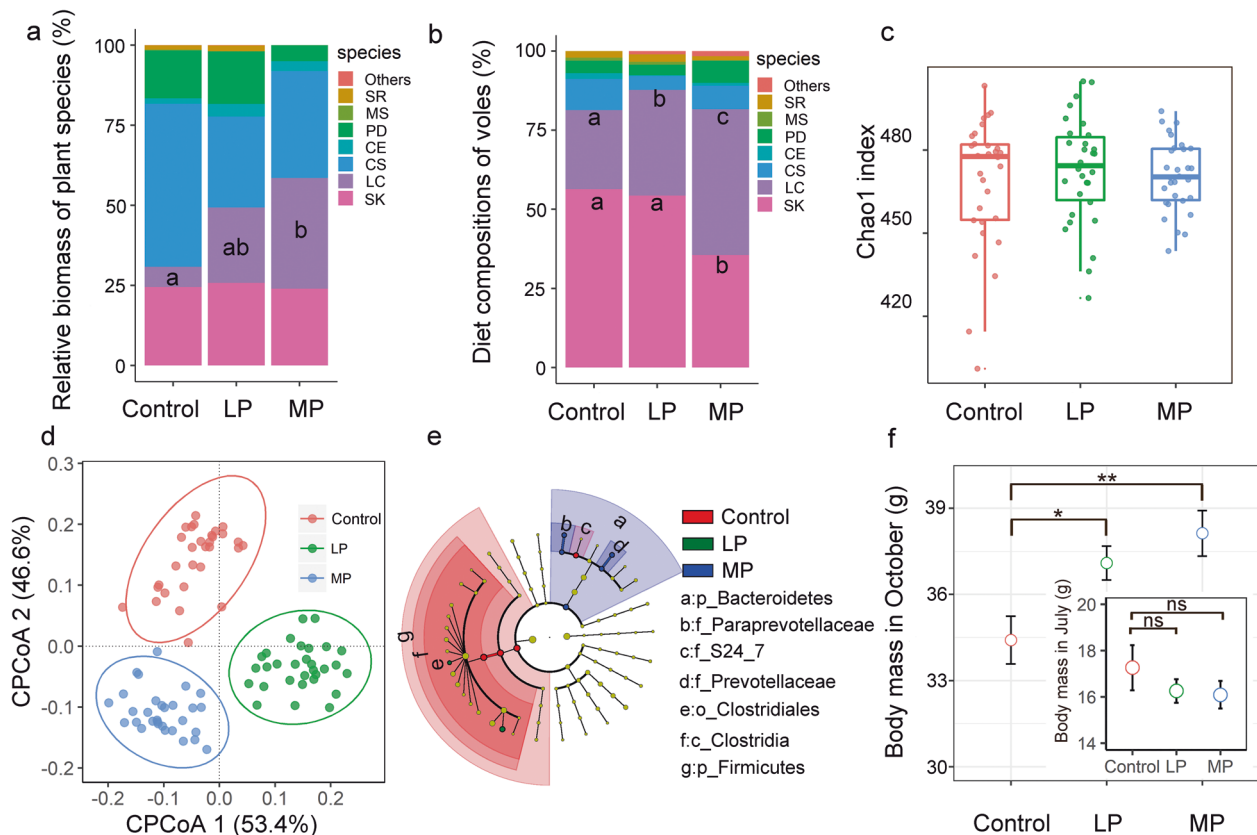 a
Relative biomass of plant species (%)
100
75
50
25
0
a
ab
b
Control
LP
MP
species
Others
SR
MS
PD
CE
CS
LC
SK
b
Diet compositions of voles (%)
100
75
50
25
0
a
b
c
a
a
b
Control
LP
MP
species
Others
SR
MS
PD
CE
CS
LC
SK
c
Chao1 index
480
450
420
Control
LP
MP
d
CPCoA 2 (46.6%)
0.3
0.2
0.1
0.0
-0.1
-0.2
-0.2
-0.1
0.0
0.1
0.2
CPCoA 1 (53.4%)
Control
LP
MP
e
b
c
a
d
g
f
e
Control
LP
MP
a:p_Bacteroidetes
b:f_Paraprevotellaceae
c:f_S24_7
d:f_Prevotellaceae
e:o_Clostridiales
f:c_Clostridia
g:p_Firmicutes
f
Body mass in October (g)
39
36
33
30
**
*
Control
LP
MP
Body mass in July (g)
20
18
16
14
ns
ns
Control
LP
MP